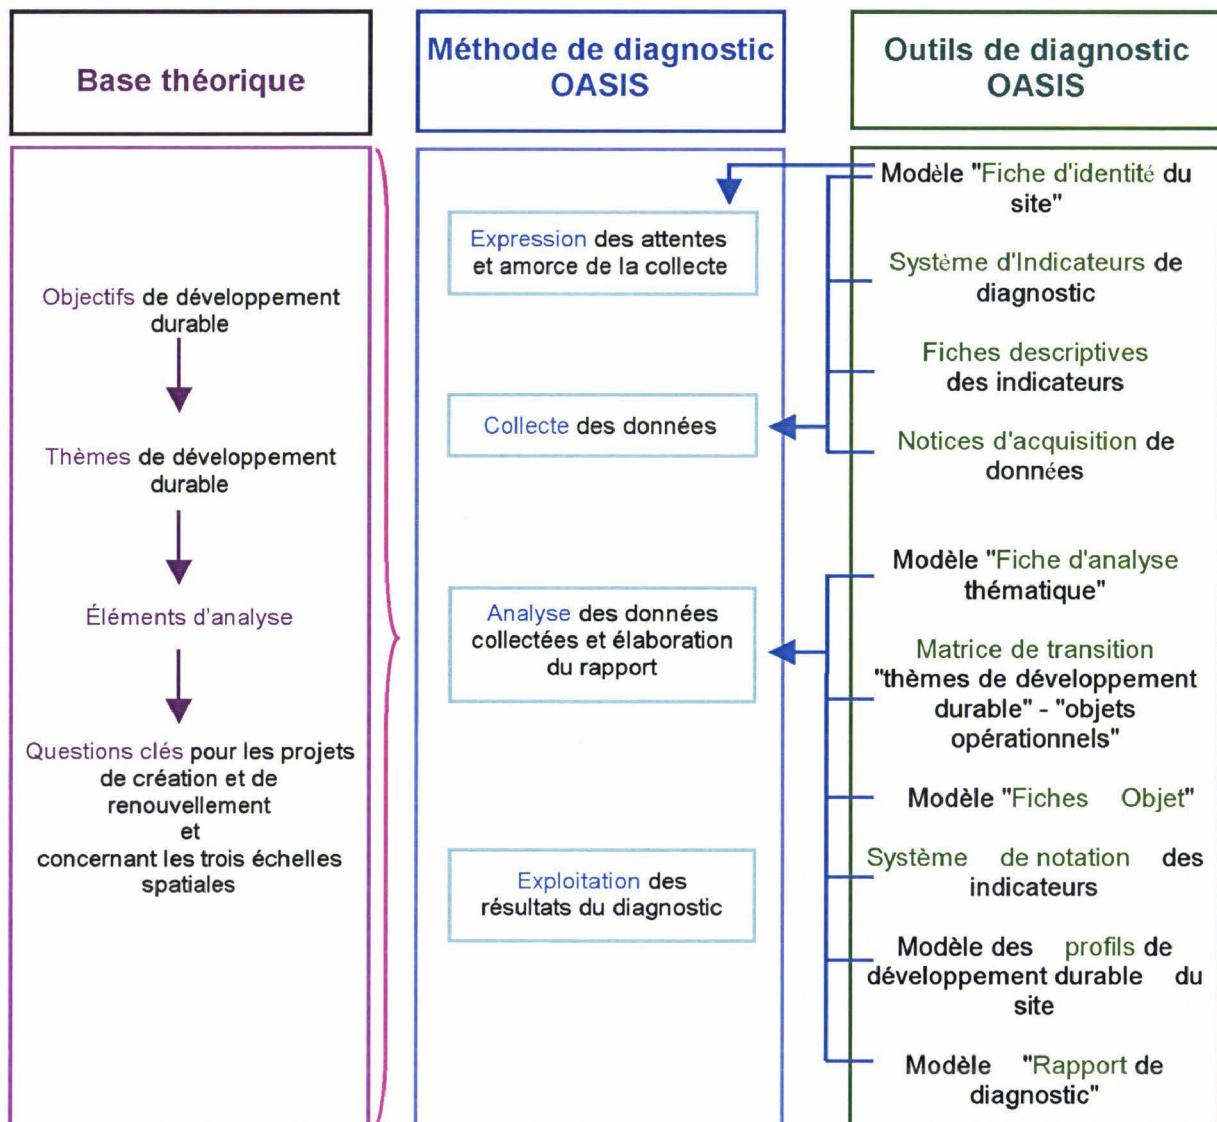 Base théorique
Méthode de diagnostic
OASIS
Outils de diagnostic
OASIS
Objectifs de développement
durable
Thèmes de développement
durable
Éléments d'analyse
Questions clés pour les projets
de création et de
renouvellement
et
concernant les trois échelles
spatiales
Expression des attentes
et amorce de la collecte
Collecte des données
Analyse des données
collectées et élaboration
du rapport
Exploitation des
résultats du diagnostic
Modèle "Fiche d'identité du
site"
Système d'Indicateurs de
diagnostic
Fiches descriptives
des indicateurs
Notices d'acquisition de
données
Modèle "Fiche d'analyse
thématique"
Matrice de transition
"thèmes de développement
durable" - "objets
opérationnels"
Modèle "Fiches Objet"
Système de notation des
indicateurs
Modèle des profils de
développement durable du
site
Modèle "Rapport de
diagnostic"